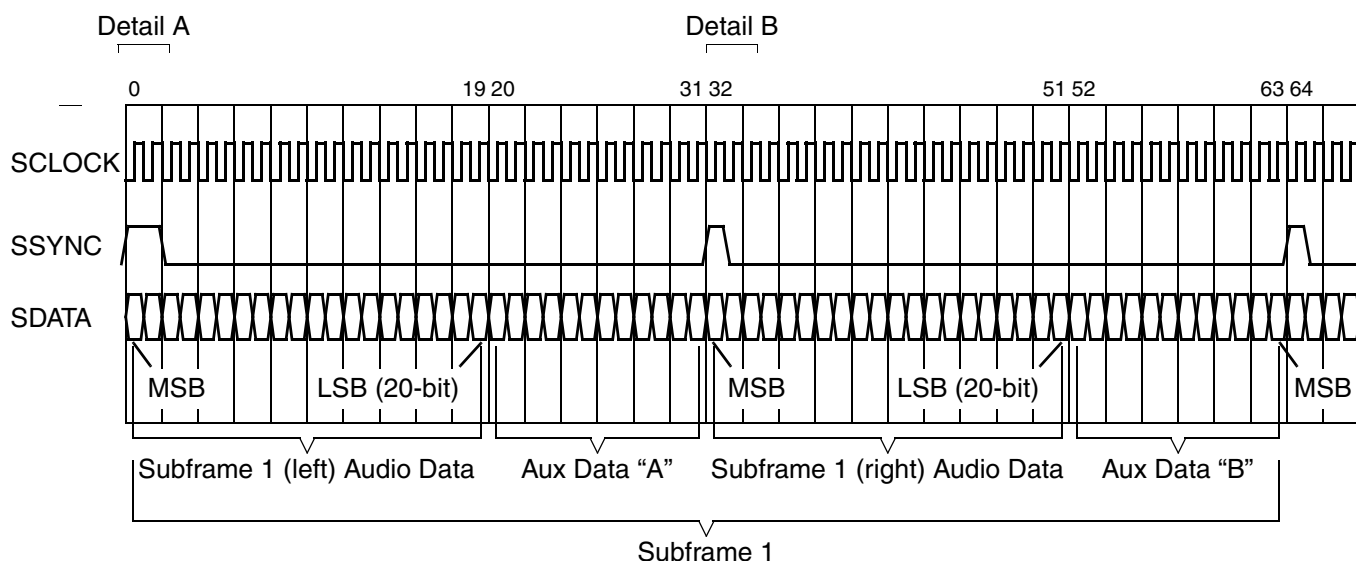 Detail A Detail B
0 19 20 31 32 51 52 63 64
SCLOCK
SSYNC
SDATA
MSB LSB (20-bit) MSB LSB (20-bit) MSB
Subframe 1 (left) Audio Data Aux Data “A” Subframe 1 (right) Audio Data Aux Data “B”
Subframe 1